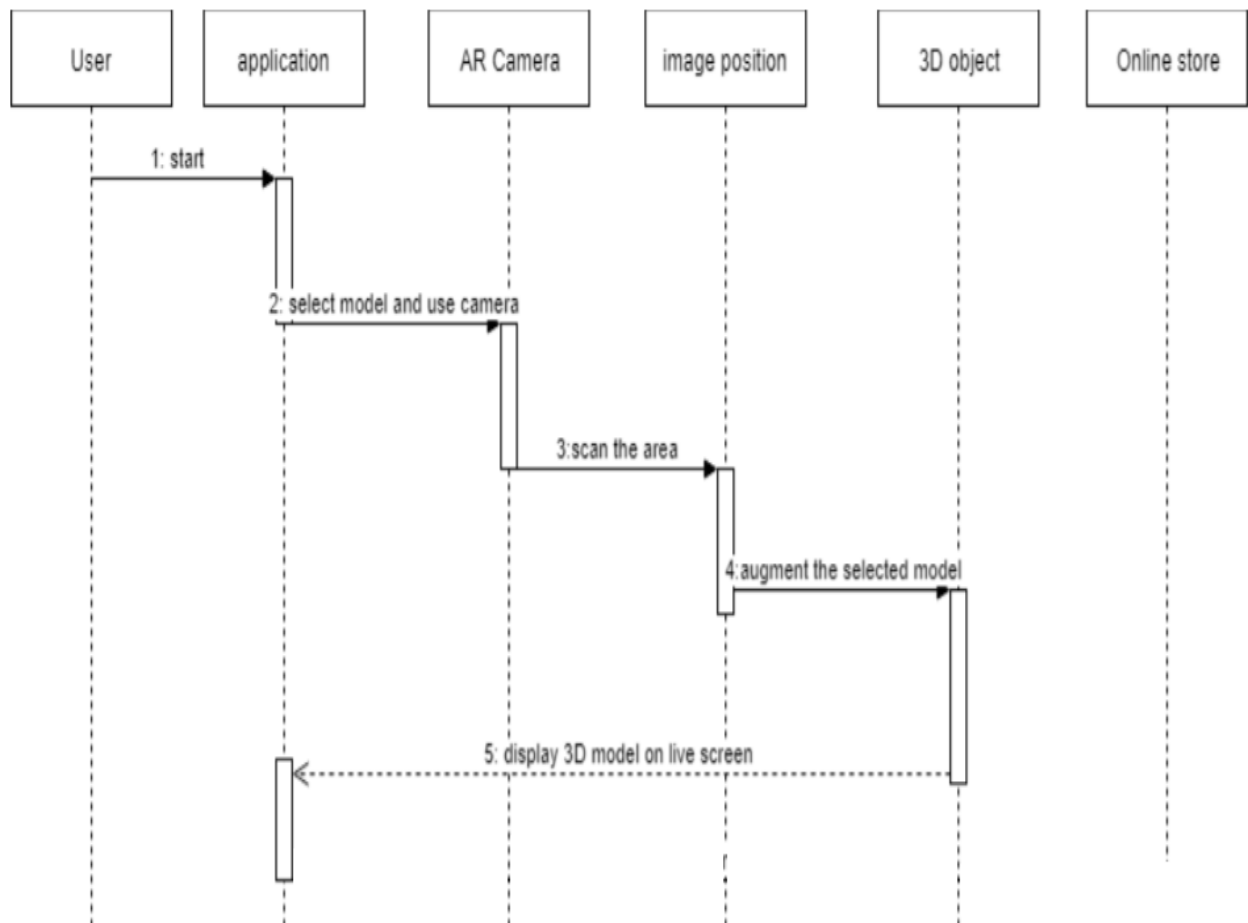 User
application
AR Camera
image position
3D object
Online store
1: start
2: select model and use camera
3:scan the area
4:augment the selected model
5: display 3D model on live screen